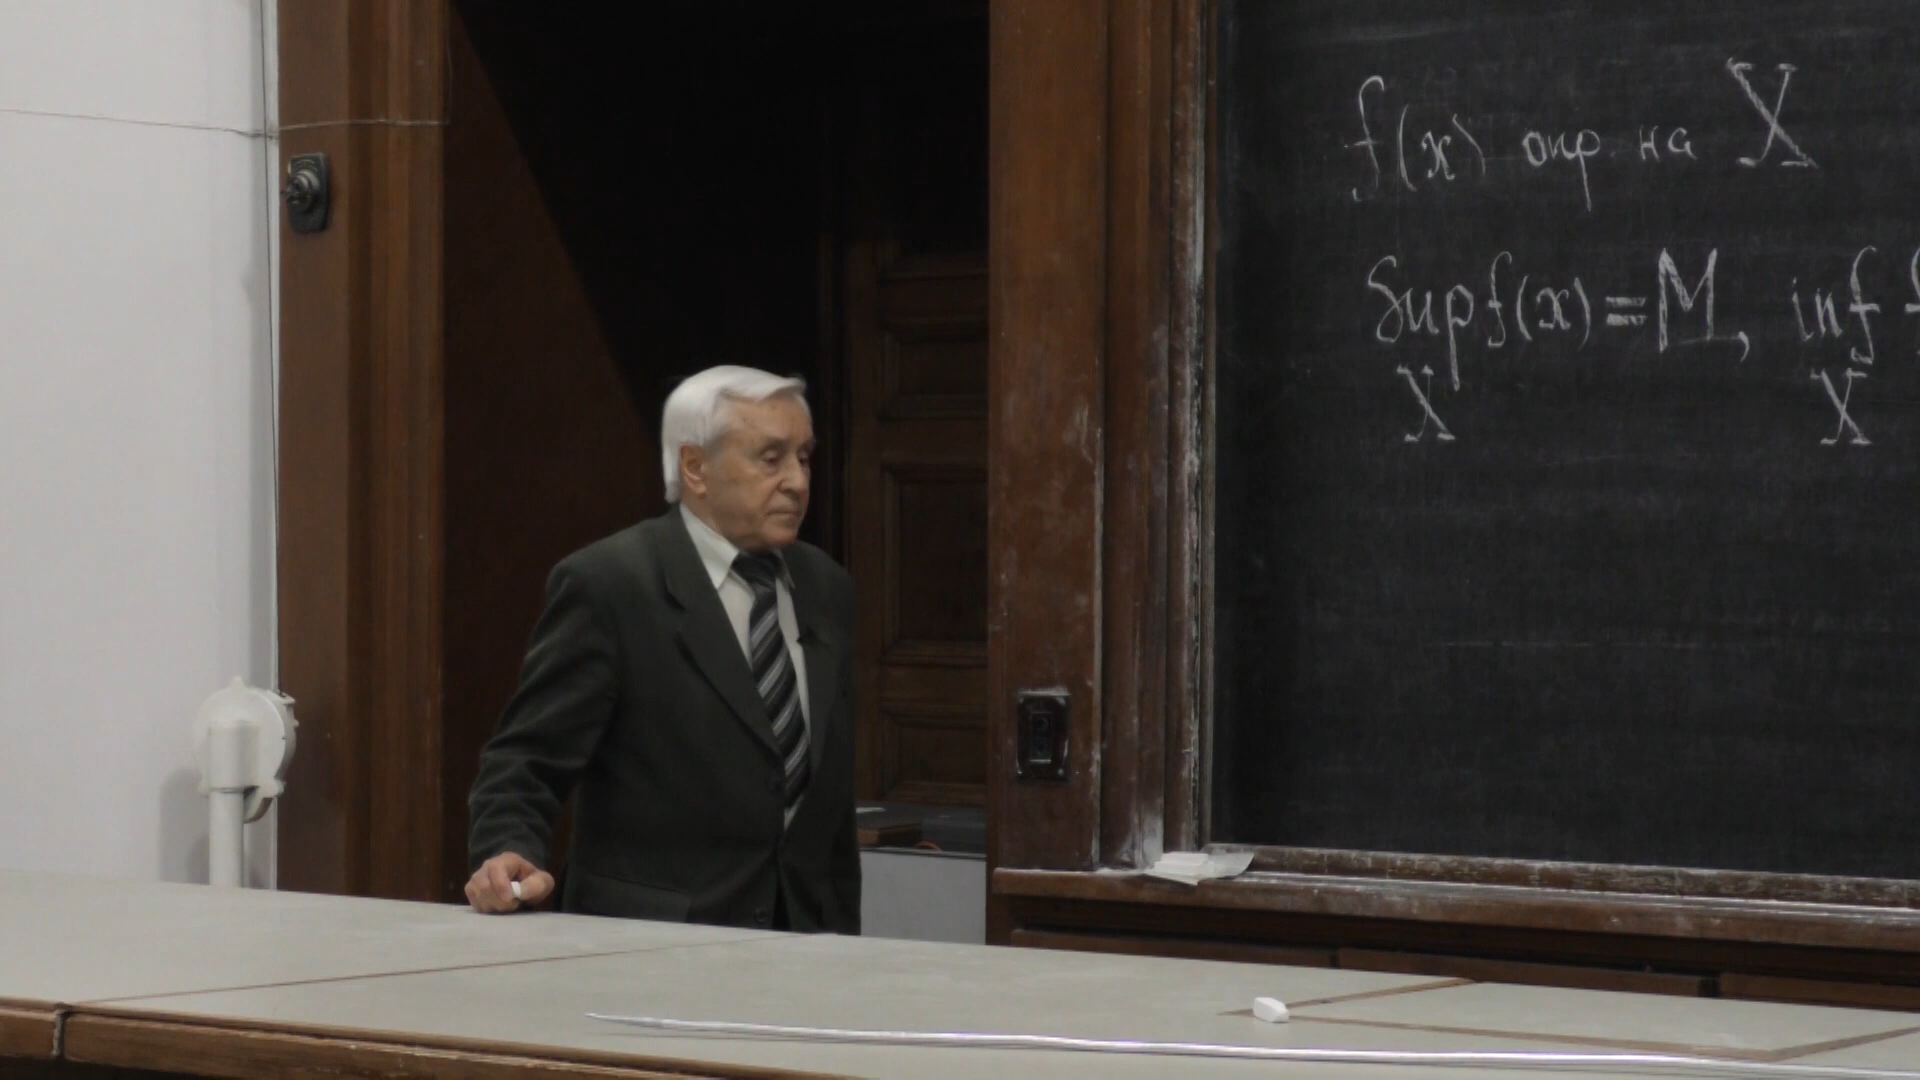 f(x) опр. на X
Sup f(x) = M, inf f
X X